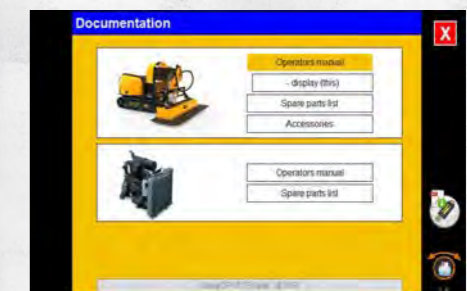 Documentation
X
Operators manual
- display (this)
Spare parts list
Accessories
Operators manual
Spare parts list